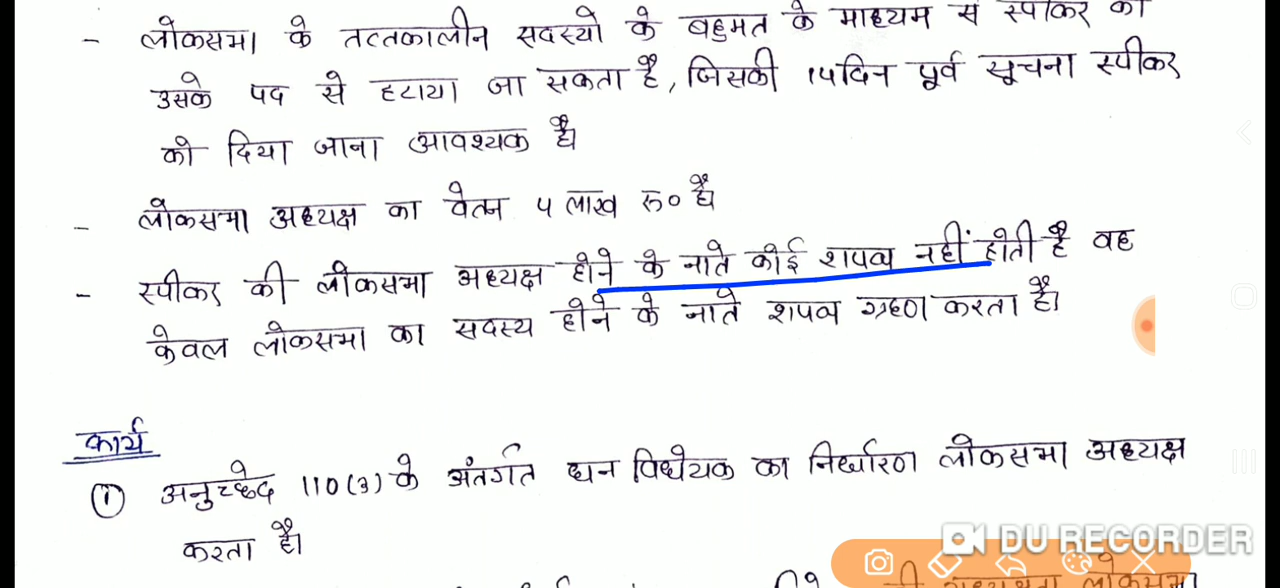 - लोकसभा के तत्तकालीन सदस्यो के बहुमत के माध्यम से स्पीकर को
उसके पद से हटाया जा सकता है, जिसकी 14दिन पूर्व सूचना स्पीकर
को दिया जाना आवश्यक है।
- लोकसभा अध्यक्ष का वेतन 4 लाख रु० है।
- स्पीकर की लोकसभा अध्यक्ष होने के नाते कोई शपथ नहीं होती है वह
केवल लोकसभा का सदस्य होने के नाते शपथ ग्रहण करता है।
कार्य
① अनुच्छेद 110(3) के अंतर्गत धन विधेयक का निर्धारण लोकसभा अध्यक्ष
करता है।
DU RECORDER